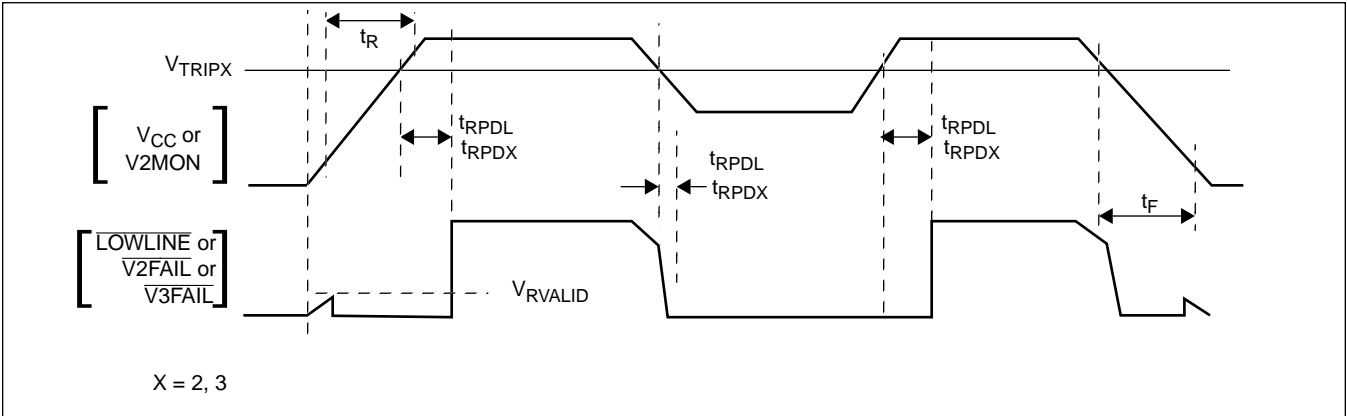 tR
VTRIPX
VCC or
V2MON
tRPDL
tRPDX
tRPDL
tRPDX
tRPDL
tRPDX
tF
LOWLINE or
V2FAIL or
V3FAIL
VRVALID
X = 2, 3